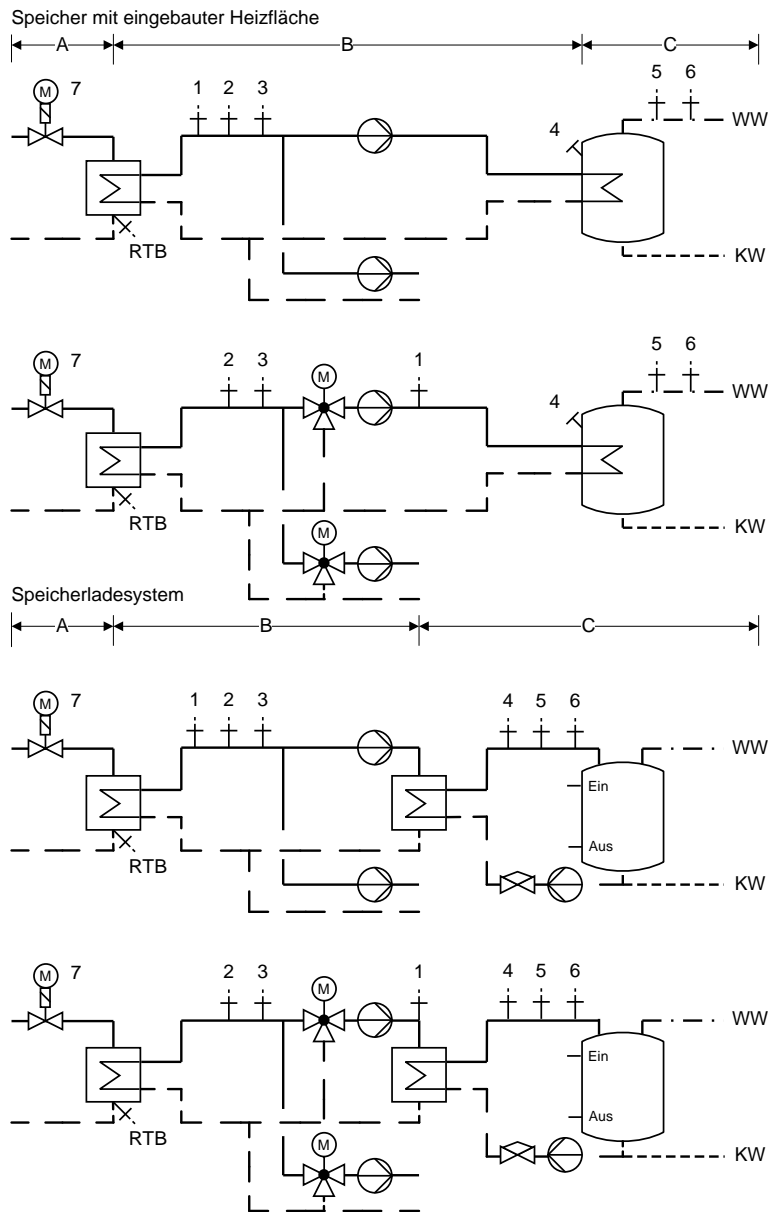 Speicher mit eingebauter Heizfläche
A B C
M 7 1 2 3 5 6
4 WW
RTB KW
M 7 2 3 M 1 5 6
4 WW
RTB KW
M
Speicherladesystem
A B C
M 7 1 2 3 4 5 6
WW
Ein
Aus
RTB KW
M 7 2 3 M 1 4 5 6
WW
Ein
Aus
RTB M KW